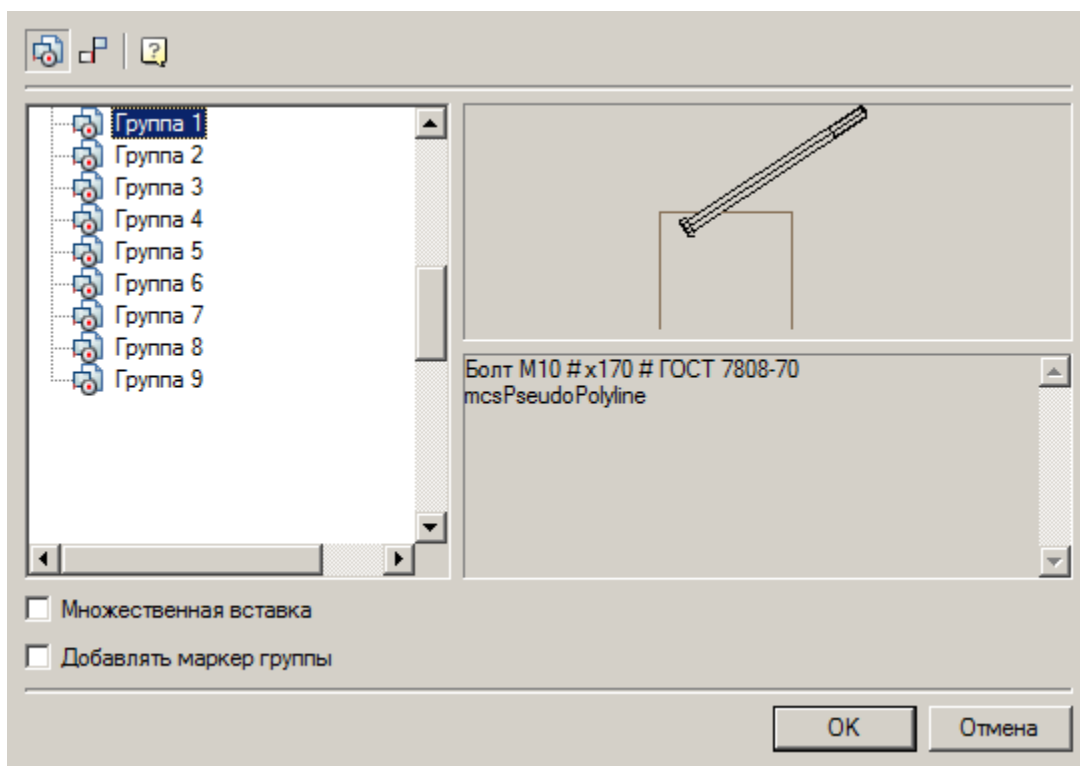 Группа 1
Группа 2
Группа 3
Группа 4
Группа 5
Группа 6
Группа 7
Группа 8
Группа 9
Болт М10 # x170 # ГОСТ 7808-70
mcsPseudoPolyline
Множественная вставка
Добавлять маркер группы
OK
Отмена